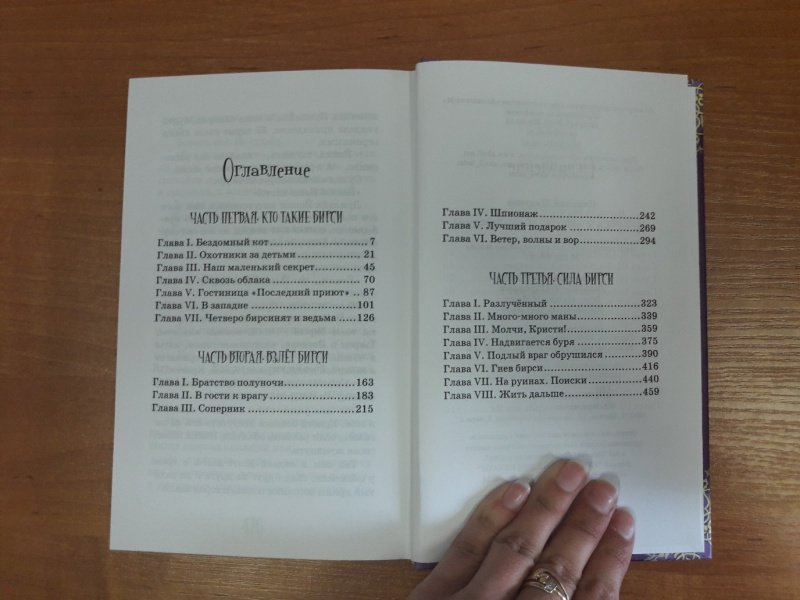 Оглавление
ЧАСТЬ ПЕРВАЯ. КТО ТАКИЕ БИРСИ
Глава I. Бездомный кот ........................ 7
Глава II. Охотники за детьми .................. 21
Глава III. Наш маленький секрет .............. 45
Глава IV. Сквозь облака ....................... 70
Глава V. Гостиница «Последний приют» .. 87
Глава VI. В западне ........................... 101
Глава VII. Четверо бирсинят и ведьма ..... 126
ЧАСТЬ ВТОРАЯ. ВЗЛЁТ БИРСИ
Глава I. Братство полуночи ................... 163
Глава II. В гости к врагу ...................... 183
Глава III. Соперник ........................... 215
Глава IV. Шпионаж ........................... 242
Глава V. Лучший подарок ..................... 269
Глава VI. Ветер, волны и вор ................ 294
ЧАСТЬ ТРЕТЬЯ. СИЛА БИРСИ
Глава I. Разлучённый ......................... 323
Глава II. Много-много маны .................. 339
Глава III. Молчи, Кристи! ..................... 359
Глава IV. Надвигается буря ................... 375
Глава V. Подлый враг обрушился ............ 390
Глава VI. Гнев бирси .......................... 416
Глава VII. На руинах. Поиски ................ 440
Глава VIII. Жить дальше ...................... 459